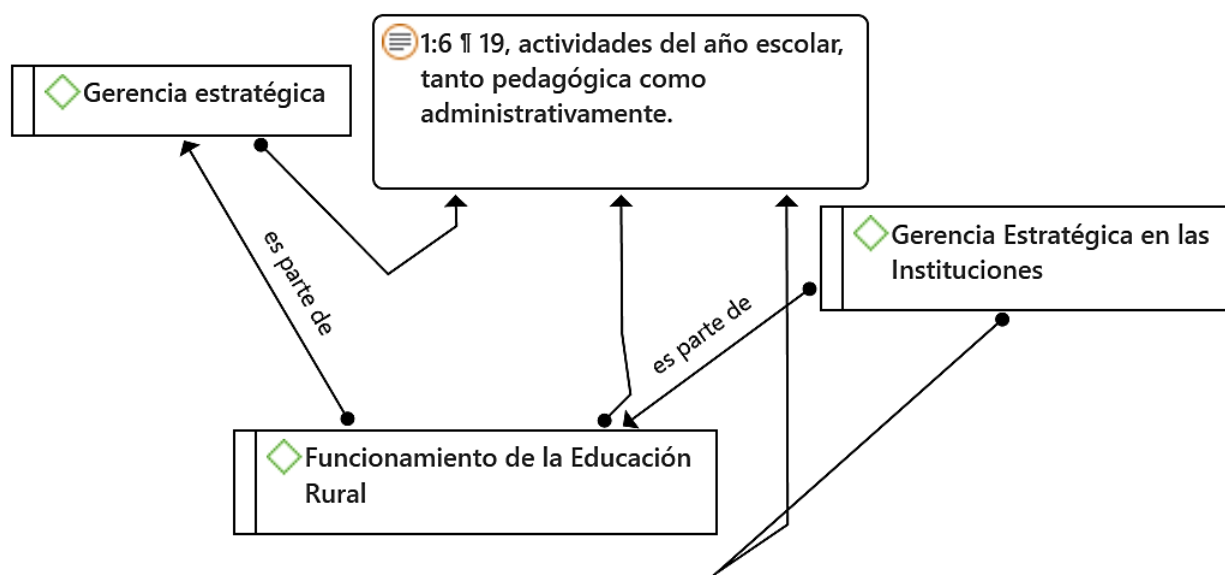 1:6 ¶ 19, actividades del año escolar,
tanto pedagógica como
administrativamente.
Gerencia estratégica
Gerencia Estratégica en las
Instituciones
es parte de
es parte de
Funcionamiento de la Educación
Rural